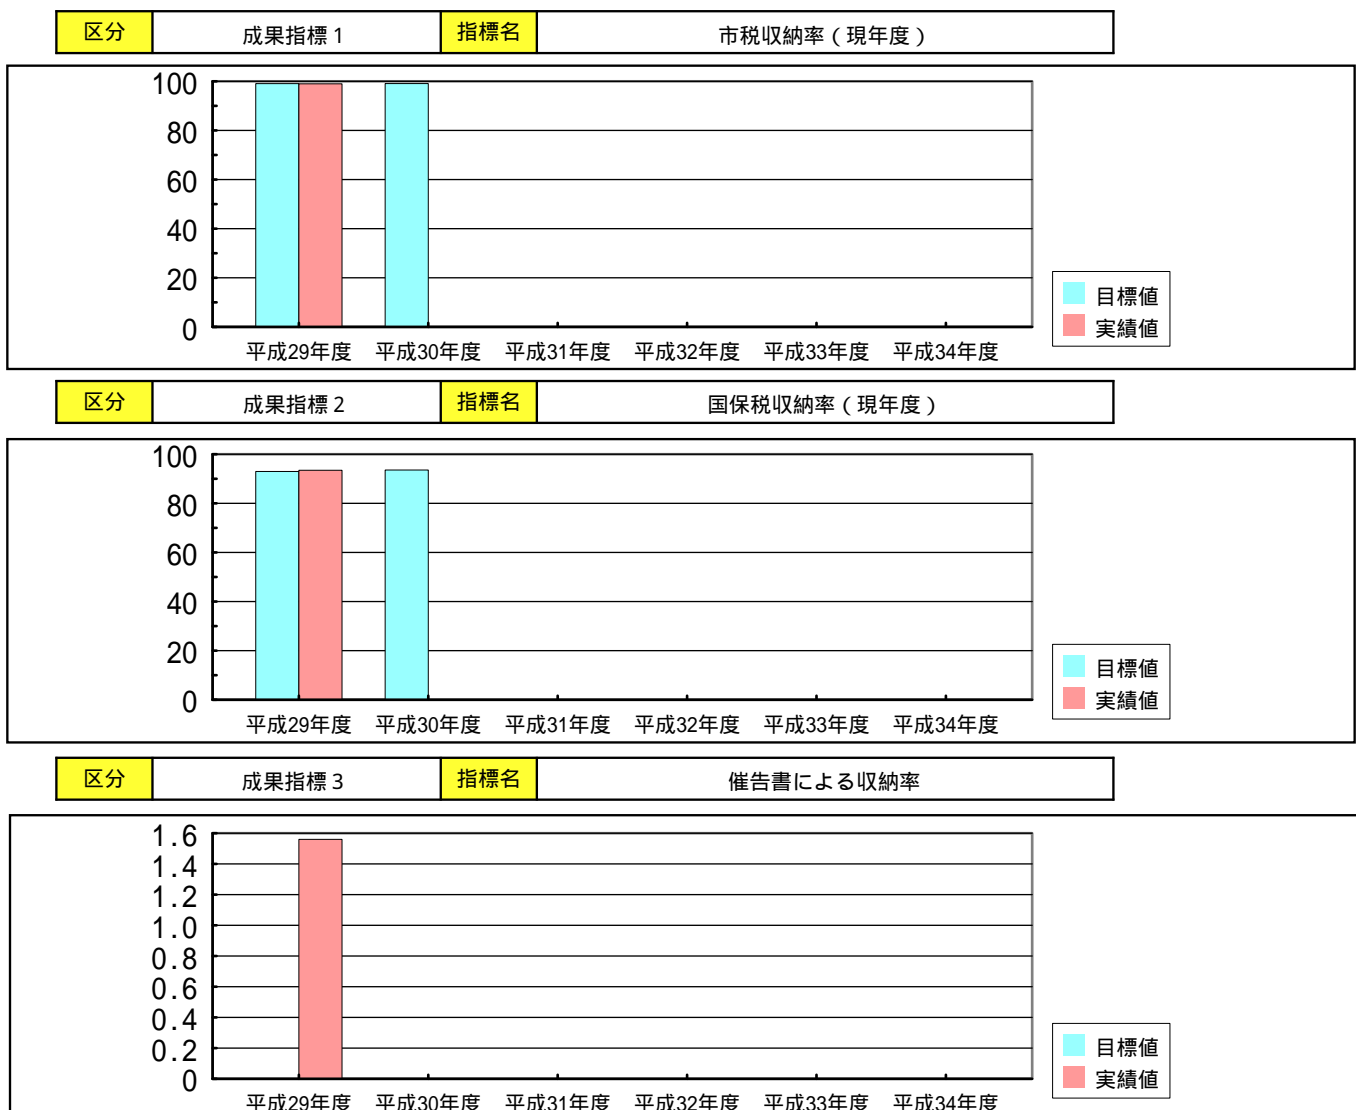 区分 成果指標1 指標名 市税収納率(現年度)
100
80
60
40
20
0
平成29年度 平成30年度 平成31年度 平成32年度 平成33年度 平成34年度
目標値
実績値
区分 成果指標2 指標名 国保税収納率(現年度)
100
80
60
40
20
0
平成29年度 平成30年度 平成31年度 平成32年度 平成33年度 平成34年度
目標値
実績値
区分 成果指標3 指標名 催告書による収納率
1.6
1.4
1.2
1.0
0.8
0.6
0.4
0.2
0
平成29年度 平成30年度 平成31年度 平成32年度 平成33年度 平成34年度
目標値
実績値